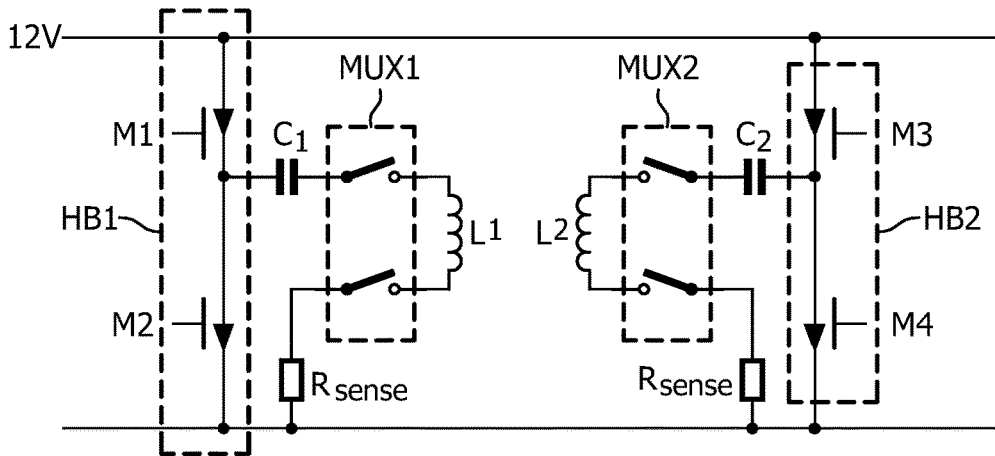 12V
MUX1
MUX2
M1
C1
C2
M3
HB1
L1
L2
HB2
M2
M4
Rsense
Rsense